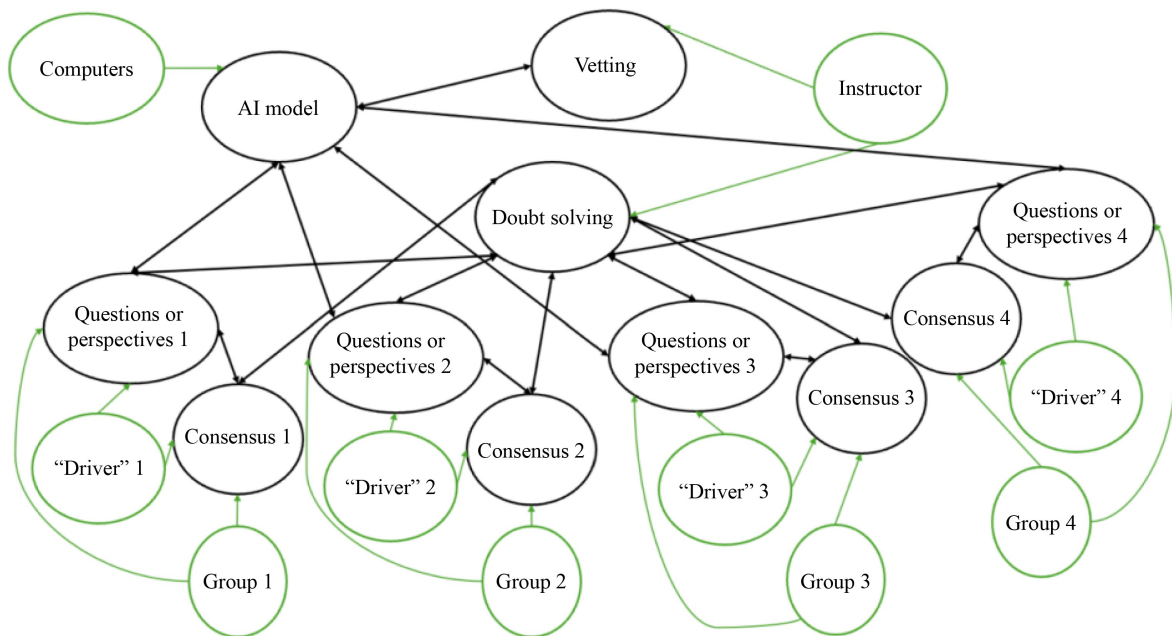 Computers
AI model
Vetting
Instructor
Doubt solving
Questions or
perspectives 4
Questions or
perspectives 1
Questions or
perspectives 2
Questions or
perspectives 3
Consensus 4
Consensus 1
Consensus 2
Consensus 3
“Driver” 4
“Driver” 1
“Driver” 2
“Driver” 3
Group 4
Group 1
Group 2
Group 3